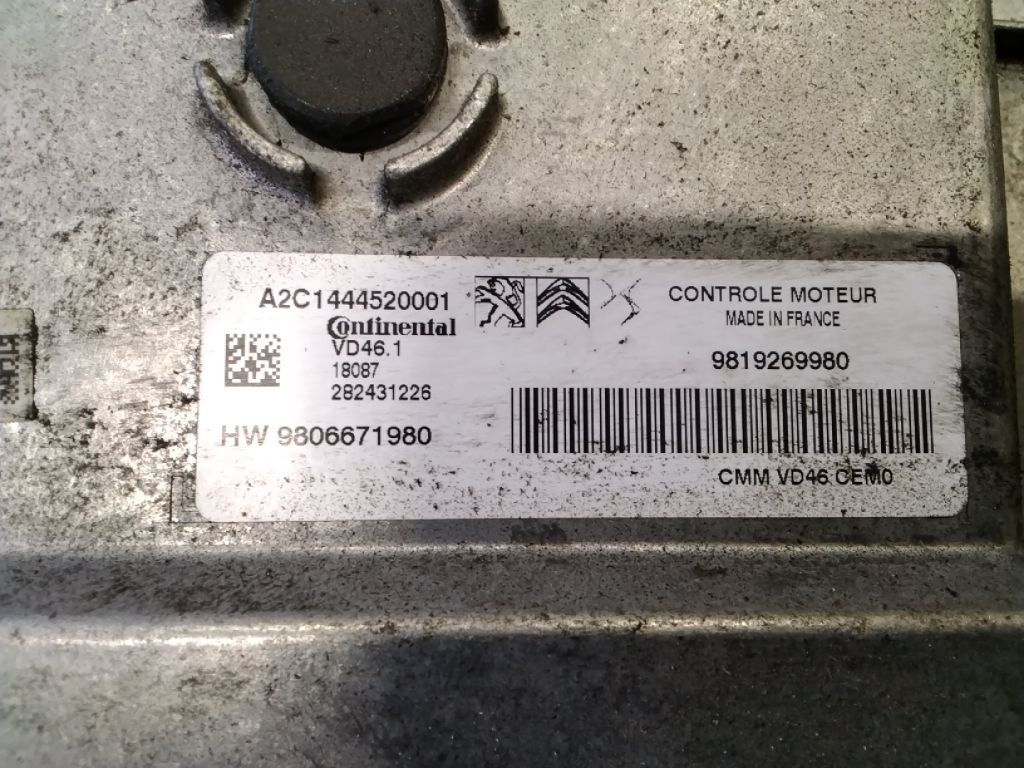 A2C1444520001
Continental
VD46.1
18087
282431226
HW 9806671980
CONTROLE MOTEUR
MADE IN FRANCE
9819269980
CMM VD46 CEM0